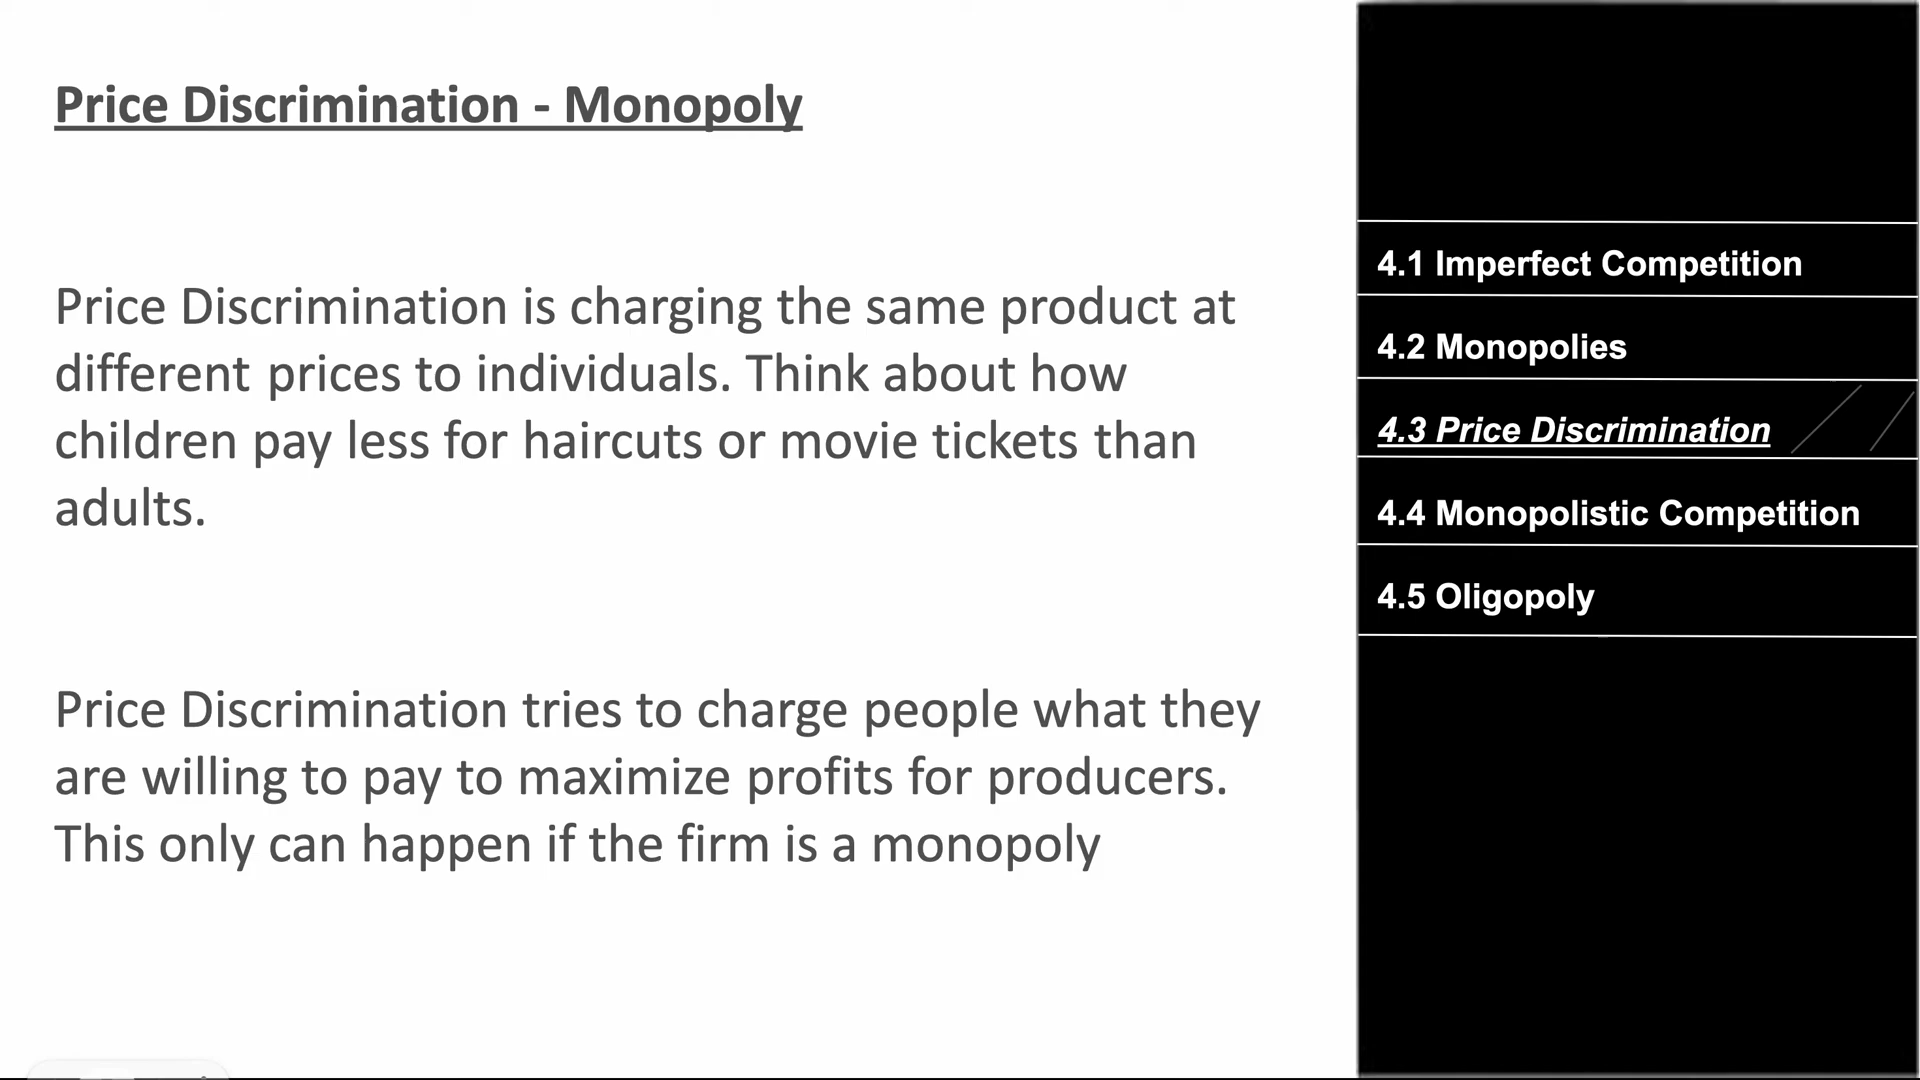 Price Discrimination - Monopoly
Price Discrimination is charging the same product at
different prices to individuals. Think about how
children pay less for haircuts or movie tickets than
adults.
Price Discrimination tries to charge people what they
are willing to pay to maximize profits for producers.
This only can happen if the firm is a monopoly
4.1 Imperfect Competition
4.2 Monopolies
4.3 Price Discrimination
4.4 Monopolistic Competition
4.5 Oligopoly